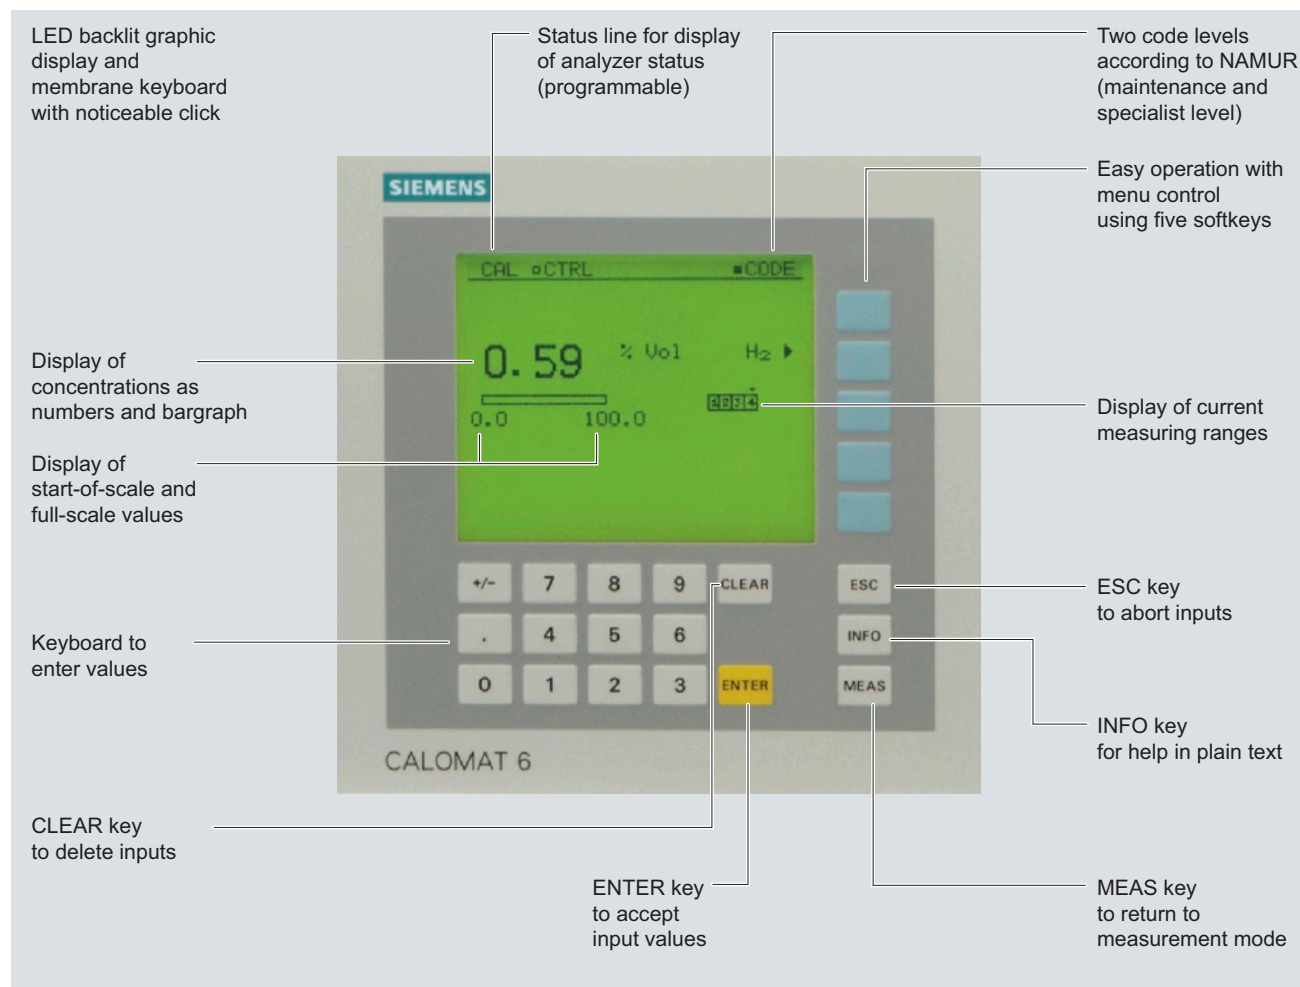 LED backlit graphic
display and
membrane keyboard
with noticeable click
Status line for display
of analyzer status
(programmable)
Two code levels
according to NAMUR
(maintenance and
specialist level)
Easy operation with
menu control
using five softkeys
SIEMENS
CAL ▫CTRL ▪CODE
0.59 % Vol H₂ ▶
1 2 3 4
0.0 100.0
Display of
concentrations as
numbers and bargraph
Display of
start-of-scale and
full-scale values
Display of current
measuring ranges
+/- 7 8 9 CLEAR ESC
. 4 5 6 INFO
0 1 2 3 ENTER MEAS
Keyboard to
enter values
ESC key
to abort inputs
INFO key
for help in plain text
CALOMAT 6
CLEAR key
to delete inputs
ENTER key
to accept
input values
MEAS key
to return to
measurement mode